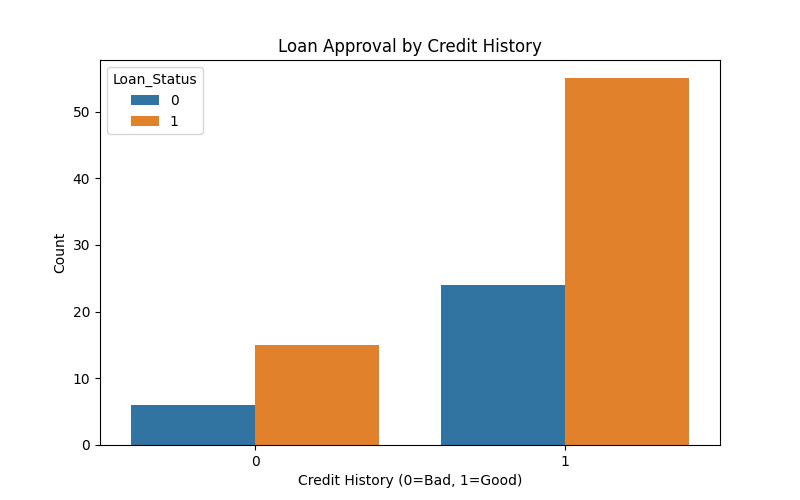 Loan Approval by Credit History
Loan_Status
0
1
50
40
30
20
10
0
Count
0 1
Credit History (0=Bad, 1=Good)